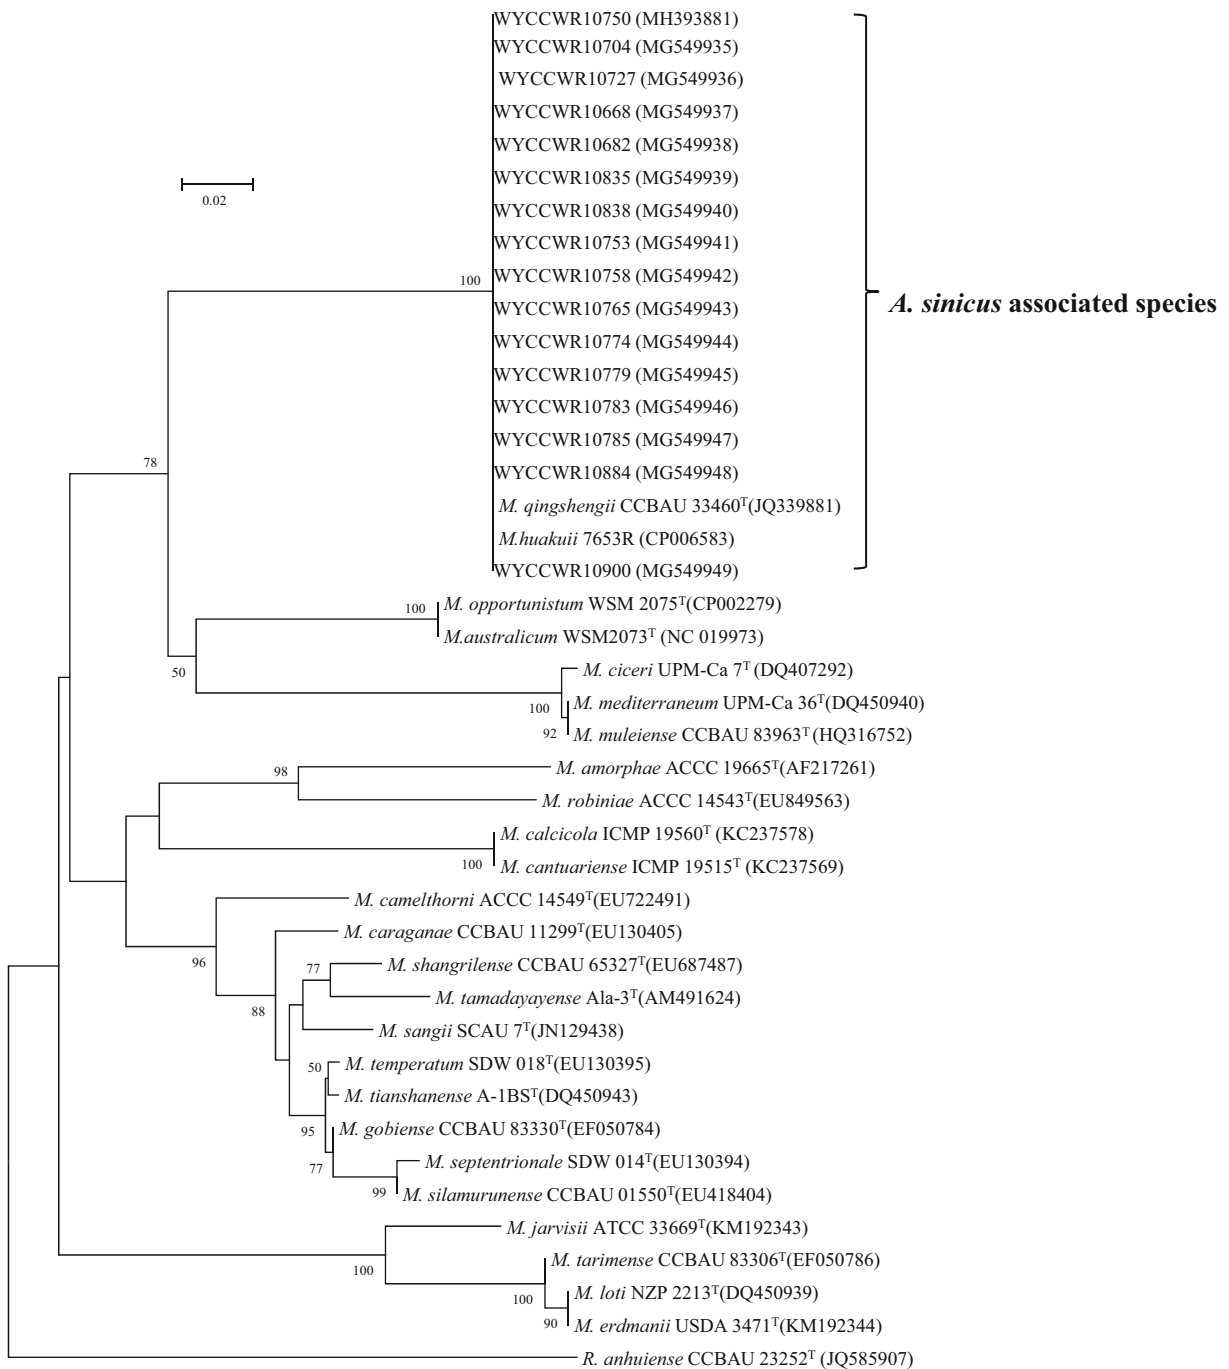 WYCCWR10750 (MH393881)
WYCCWR10704 (MG549935)
WYCCWR10727 (MG549936)
WYCCWR10668 (MG549937)
WYCCWR10682 (MG549938)
WYCCWR10835 (MG549939)
0.02
WYCCWR10838 (MG549940)
WYCCWR10753 (MG549941)
100 WYCCWR10758 (MG549942)
A. sinicus associated species
WYCCWR10765 (MG549943)
WYCCWR10774 (MG549944)
WYCCWR10779 (MG549945)
WYCCWR10783 (MG549946)
WYCCWR10785 (MG549947)
78
WYCCWR10884 (MG549948)
M. qingshengii CCBAU 33460ᵀ(JQ339881)
M.huakuii 7653R (CP006583)
WYCCWR10900 (MG549949)
100 M. opportunistum WSM 2075ᵀ(CP002279)
M.australicum WSM2073ᵀ (NC 019973)
50
M. ciceri UPM-Ca 7ᵀ (DQ407292)
100
M. mediterraneum UPM-Ca 36ᵀ(DQ450940)
92 M. muleiense CCBAU 83963ᵀ(HQ316752)
98
M. amorphae ACCC 19665ᵀ(AF217261)
M. robiniae ACCC 14543ᵀ(EU849563)
M. calcicola ICMP 19560ᵀ (KC237578)
100 M. cantuariense ICMP 19515ᵀ (KC237569)
M. camelthorni ACCC 14549ᵀ(EU722491)
M. caraganae CCBAU 11299ᵀ(EU130405)
96
77 M. shangrilense CCBAU 65327ᵀ(EU687487)
M. tamadayayense Ala-3ᵀ(AM491624)
88
M. sangii SCAU 7ᵀ(JN129438)
50 M. temperatum SDW 018ᵀ(EU130395)
M. tianshanense A-1BSᵀ(DQ450943)
95 M. gobiense CCBAU 83330ᵀ(EF050784)
77
M. septentrionale SDW 014ᵀ(EU130394)
99 M. silamurunense CCBAU 01550ᵀ(EU418404)
M. jarvisii ATCC 33669ᵀ(KM192343)
100
M. tarimense CCBAU 83306ᵀ(EF050786)
100
M. loti NZP 2213ᵀ(DQ450939)
90 M. erdmanii USDA 3471ᵀ(KM192344)
R. anhuiense CCBAU 23252ᵀ (JQ585907)